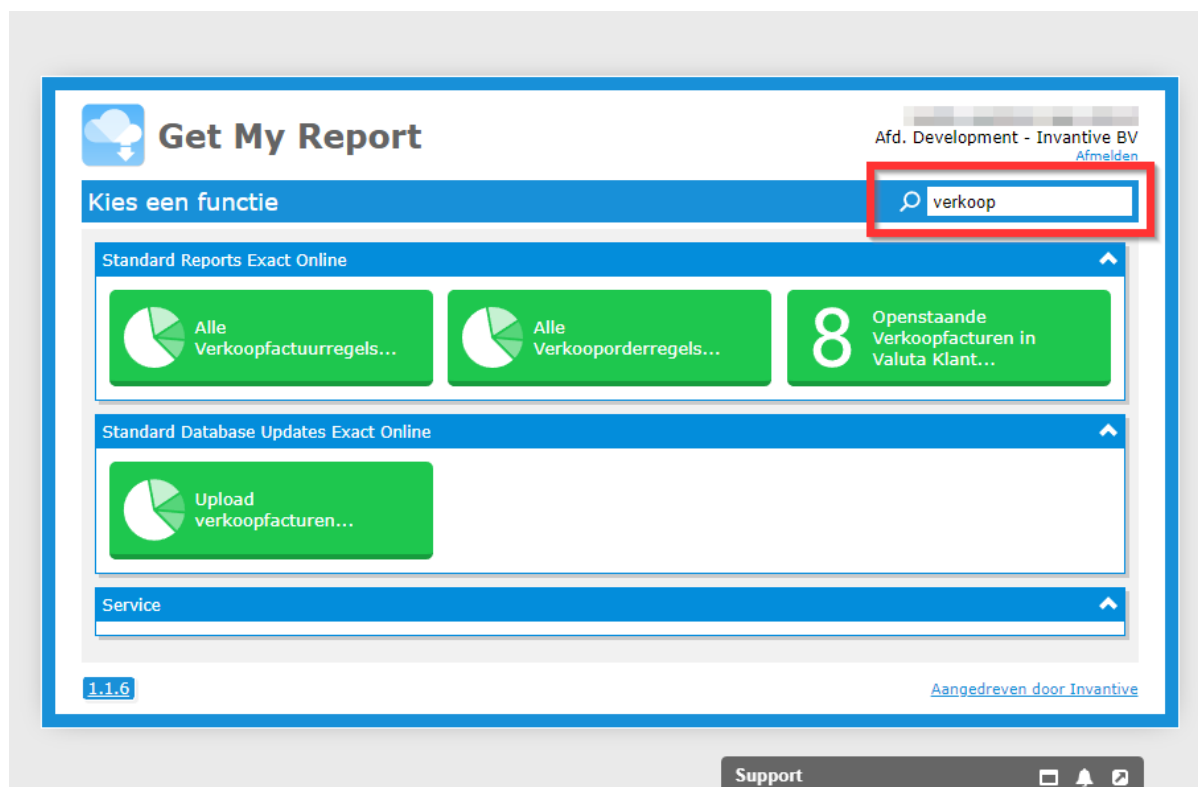 Get My Report
Afd. Development - Invantive BV
Afmelden
Kies een functie
verkoop
Standard Reports Exact Online
Alle
Verkoopfactuurregels...
Alle
Verkooporderregels...
8
Openstaande
Verkoopfacturen in
Valuta Klant...
Standard Database Updates Exact Online
Upload
verkoopfacturen...
Service
1.1.6
Aangedreven door Invantive
Support